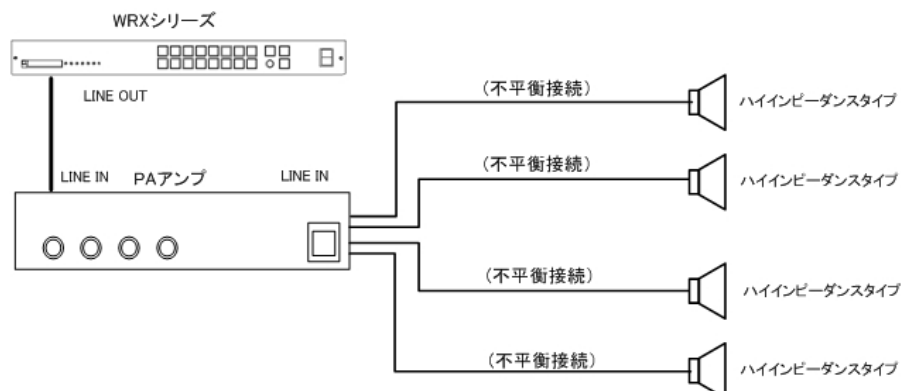 WRXシリーズ
LINE OUT
LINE IN PAアンプ LINE IN
(不平衡接続)
ハイインピーダンスタイプ
(不平衡接続)
ハイインピーダンスタイプ
(不平衡接続)
ハイインピーダンスタイプ
(不平衡接続)
ハイインピーダンスタイプ